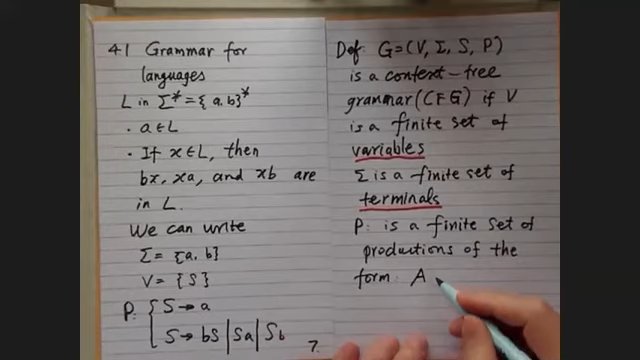 4.1 Grammar for
languages
L in Σ* = {a, b}*
· a ∈ L
· If x ∈ L, then
bx, xa, and xb are
in L.
We can write
Σ = {a, b}
V = {S}
P: { S → a
S → bS | Sa | Sb
7.
Def: G = (V, Σ, S, P)
is a context-free
grammar (CFG) if V
is a finite set of
variables
Σ is a finite set of
terminals
P: is a finite set of
productions of the
form: A